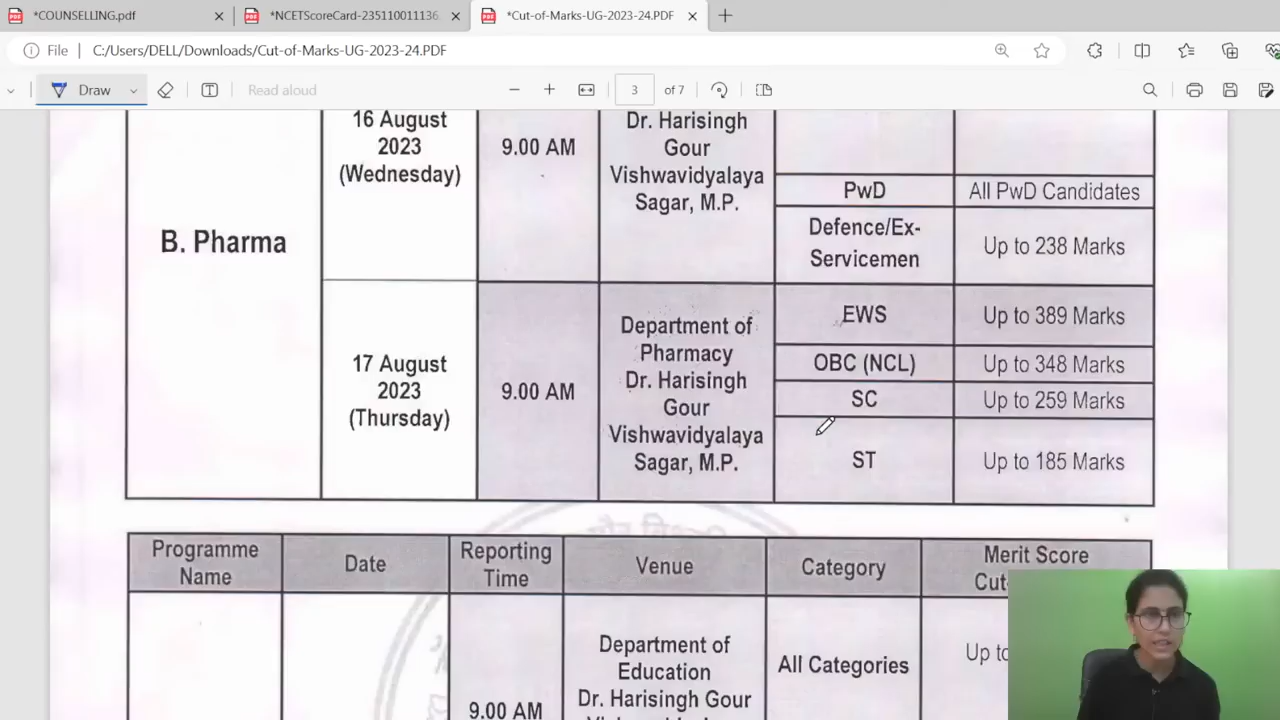 *COUNSELLING.pdf
*NCETScoreCard-235110011136
*Cut-of-Marks-UG-2023-24.PDF
File
C:/Users/DELL/Downloads/Cut-of-Marks-UG-2023-24.PDF
Draw
Read aloud
3
of 7
B. Pharma
16 August
2023
(Wednesday)
9.00 AM
Dr. Harisingh
Gour
Vishwavidyalaya
Sagar, M.P.
PwD
All PwD Candidates
Defence/Ex-
Servicemen
Up to 238 Marks
17 August
2023
(Thursday)
9.00 AM
Department of
Pharmacy
Dr. Harisingh
Gour
Vishwavidyalaya
Sagar, M.P.
EWS
Up to 389 Marks
OBC (NCL)
Up to 348 Marks
SC
Up to 259 Marks
ST
Up to 185 Marks
Programme
Name
Date
Reporting
Time
Venue
Category
Merit Score
9.00 AM
Department of
Education
Dr. Harisingh Gour
All Categories
Up to